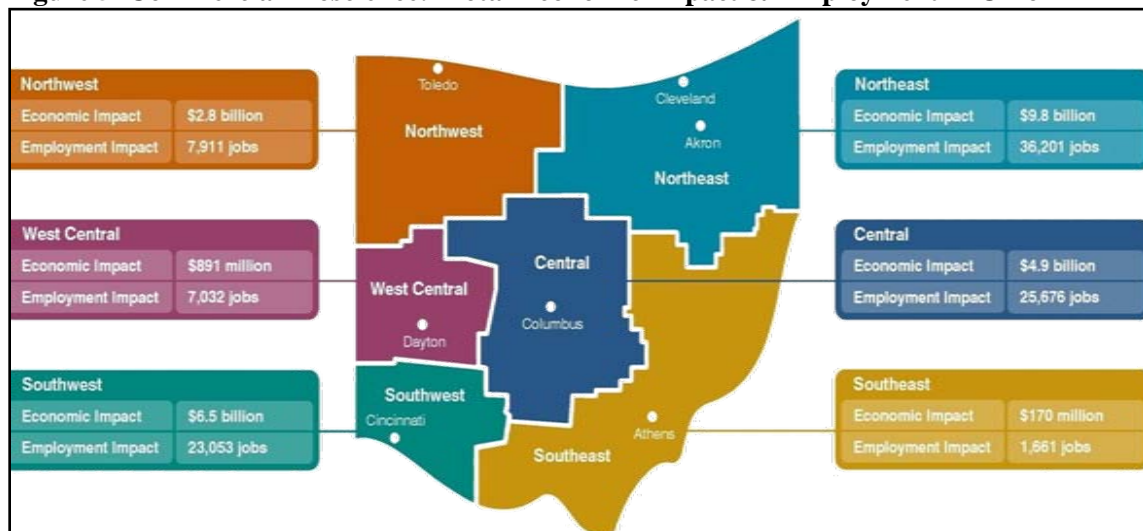 Northwest
Economic Impact $2.8 billion
Employment Impact 7,911 jobs
West Central
Economic Impact $891 million
Employment Impact 7,032 jobs
Southwest
Economic Impact $6.5 billion
Employment Impact 23,053 jobs
Toledo
Northwest
Cleveland
Akron
Northeast
Central
Columbus
West Central
Dayton
Southwest
Cincinnati
Athens
Southeast
Northeast
Economic Impact $9.8 billion
Employment Impact 36,201 jobs
Central
Economic Impact $4.9 billion
Employment Impact 25,676 jobs
Southeast
Economic Impact $170 million
Employment Impact 1,661 jobs